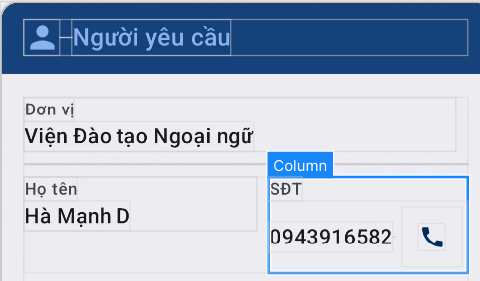 Người yêu cầu
Đơn vị
Viện Đào tạo Ngoại ngữ
Column
Họ tên
SĐT
Hà Mạnh D
0943916582